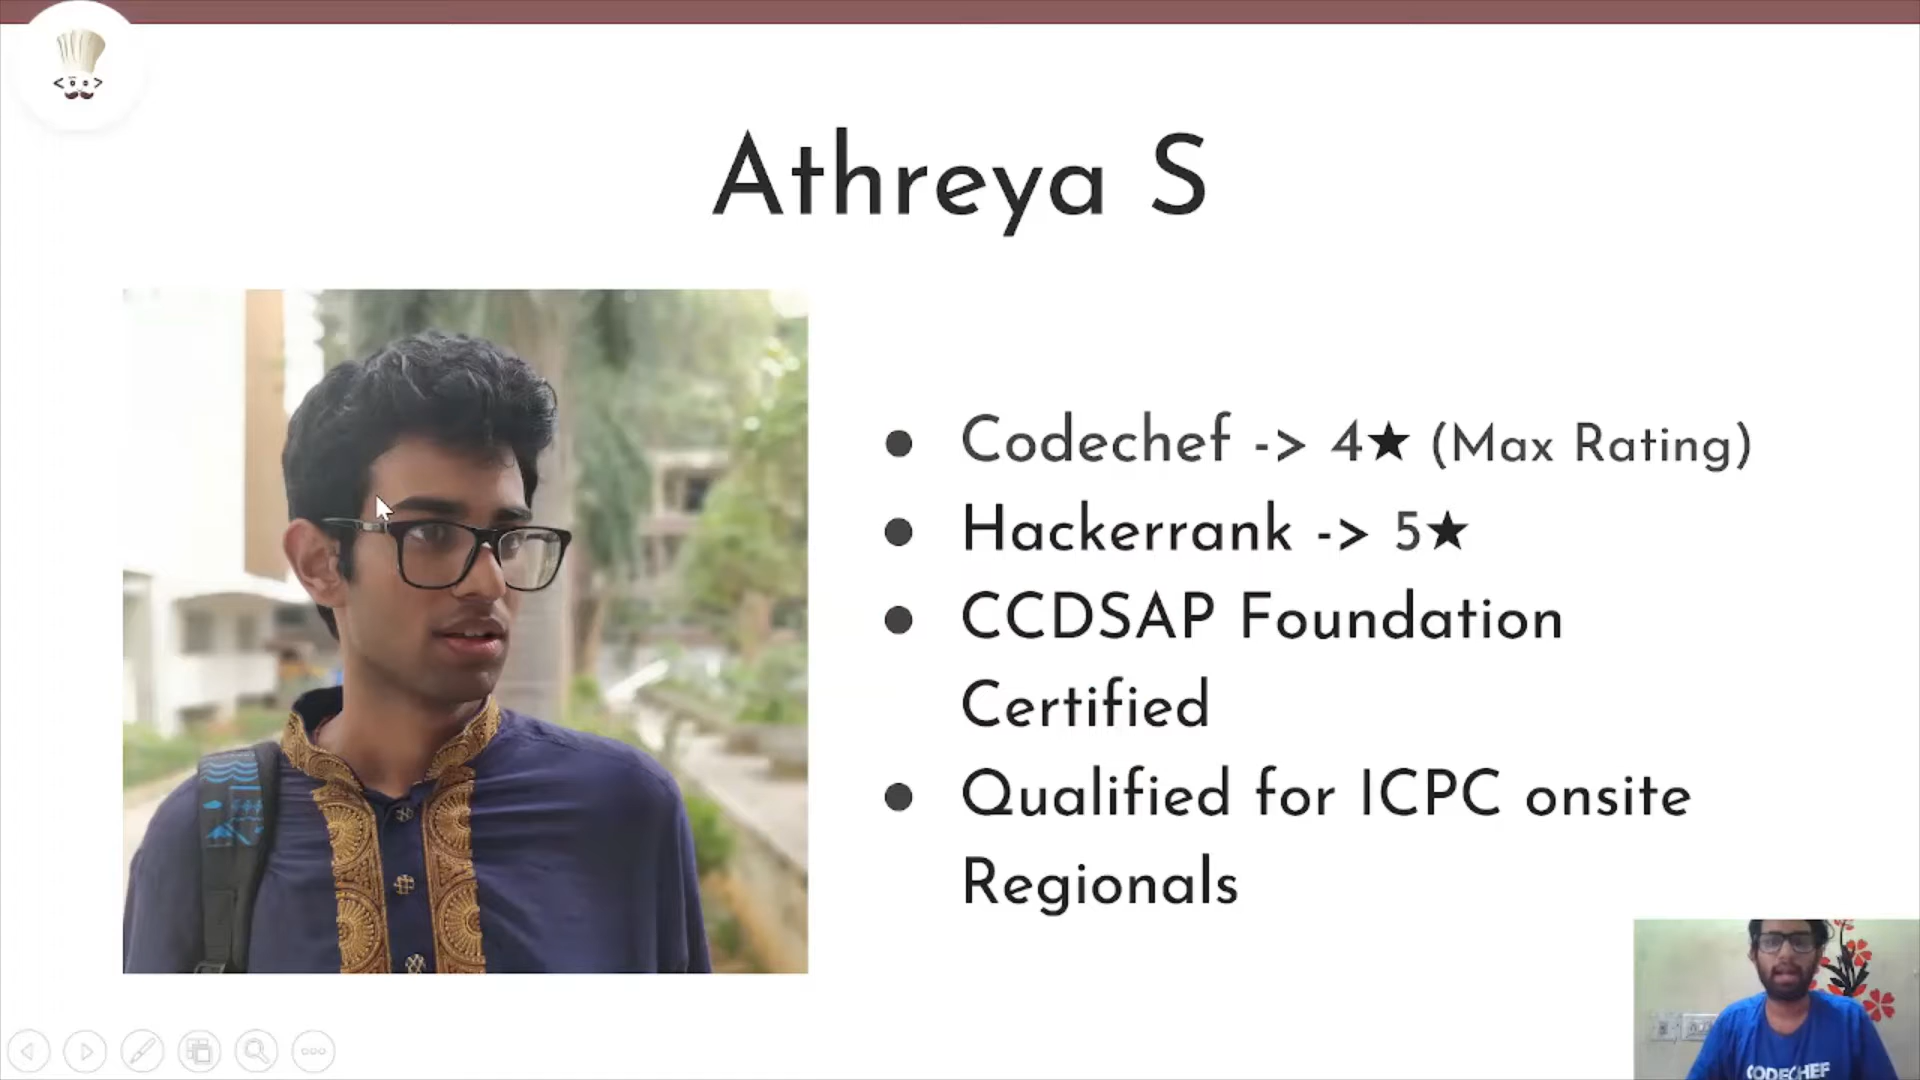 Athreya S
● Codechef -> 4★ (Max Rating)
● Hackerrank -> 5★
● CCDSAP Foundation
Certified
● Qualified for ICPC onsite
Regionals
CODECHEF